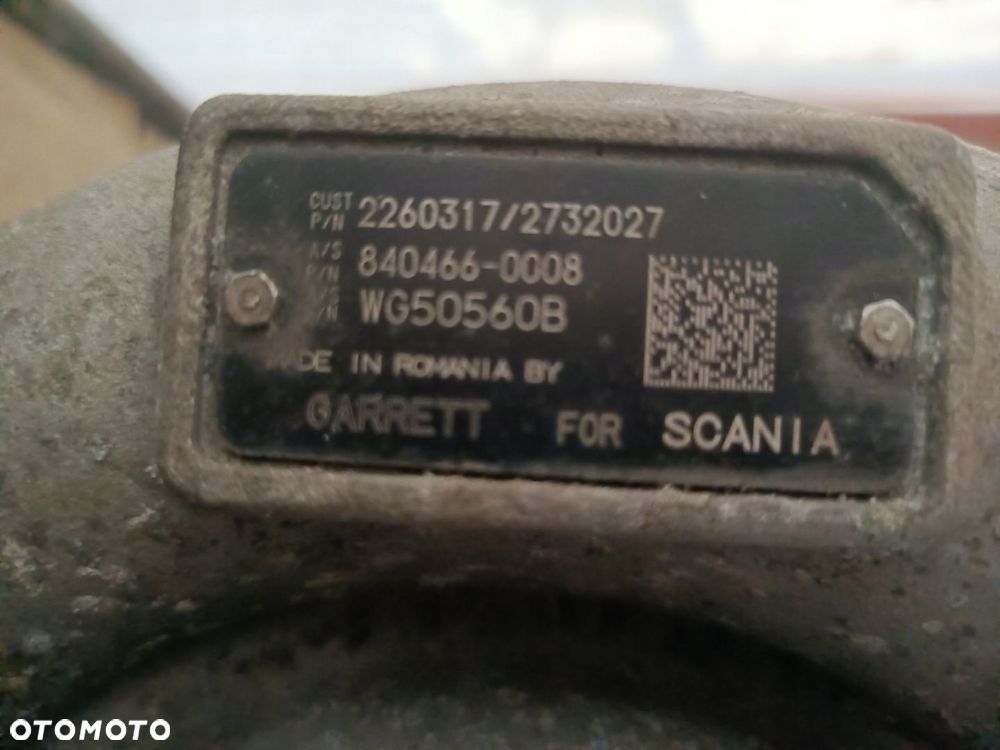 CUST P/N 2260317/2732027
A/S P/N 840466-0008
/N WG50560B
MADE IN ROMANIA BY
GARRETT FOR SCANIA
OTOMOTO